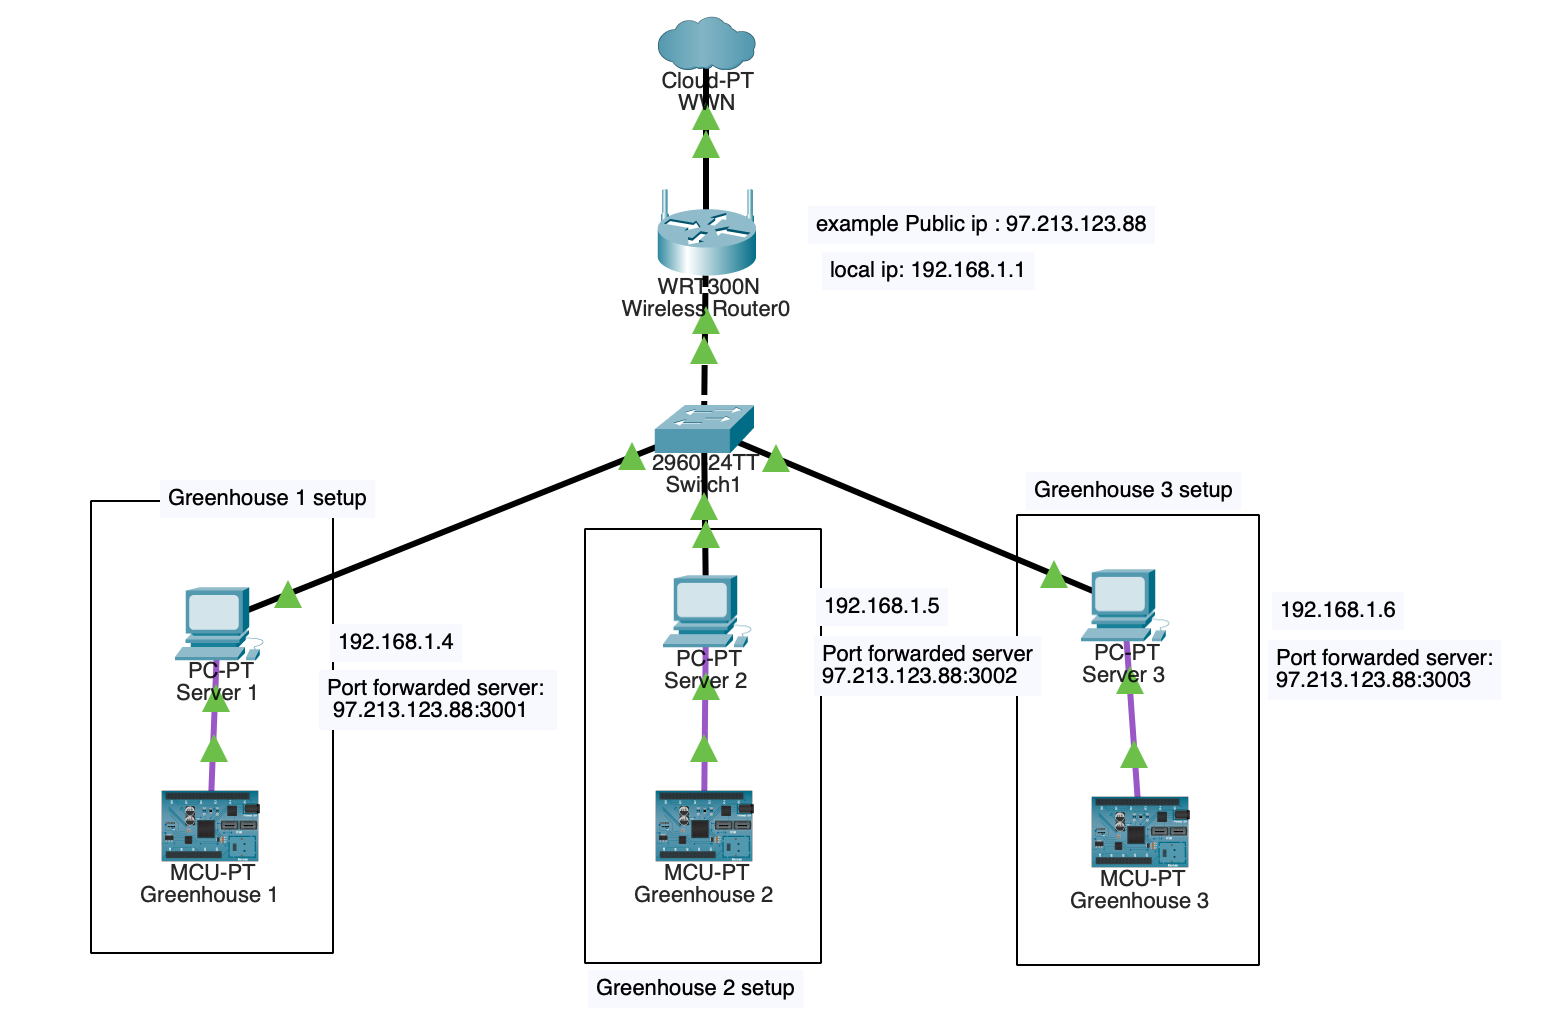 Cloud-PT
WWN
example Public ip : 97.213.123.88
local ip: 192.168.1.1
WRT300N
Wireless Router0
2960-24TT
Switch1
Greenhouse 1 setup
Greenhouse 3 setup
192.168.1.4
PC-PT
Server 1
Port forwarded server:
97.213.123.88:3001
192.168.1.5
PC-PT
Server 2
Port forwarded server
97.213.123.88:3002
192.168.1.6
PC-PT
Server 3
Port forwarded server:
97.213.123.88:3003
MCU-PT
Greenhouse 1
MCU-PT
Greenhouse 2
MCU-PT
Greenhouse 3
Greenhouse 2 setup